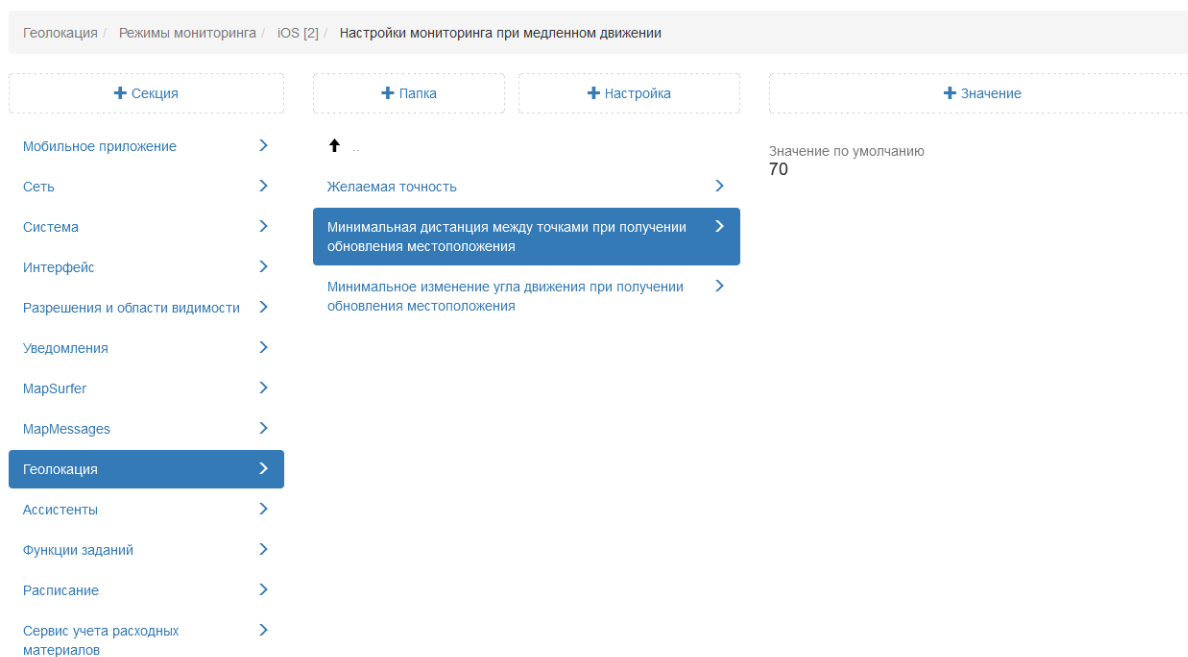 Геолокация / Режимы мониторинга / iOS [2] / Настройки мониторинга при медленном движении
+ Секция
+ Папка
+ Настройка
+ Значение
Мобильное приложение
Сеть
Система
Интерфейс
Разрешения и области видимости
Уведомления
MapSurfer
MapMessages
Геолокация
Ассистенты
Функции заданий
Расписание
Сервис учета расходных
материалов
..
Желаемая точность
Минимальная дистанция между точками при получении
обновления местоположения
Минимальное изменение угла движения при получении
обновления местоположения
Значение по умолчанию
70